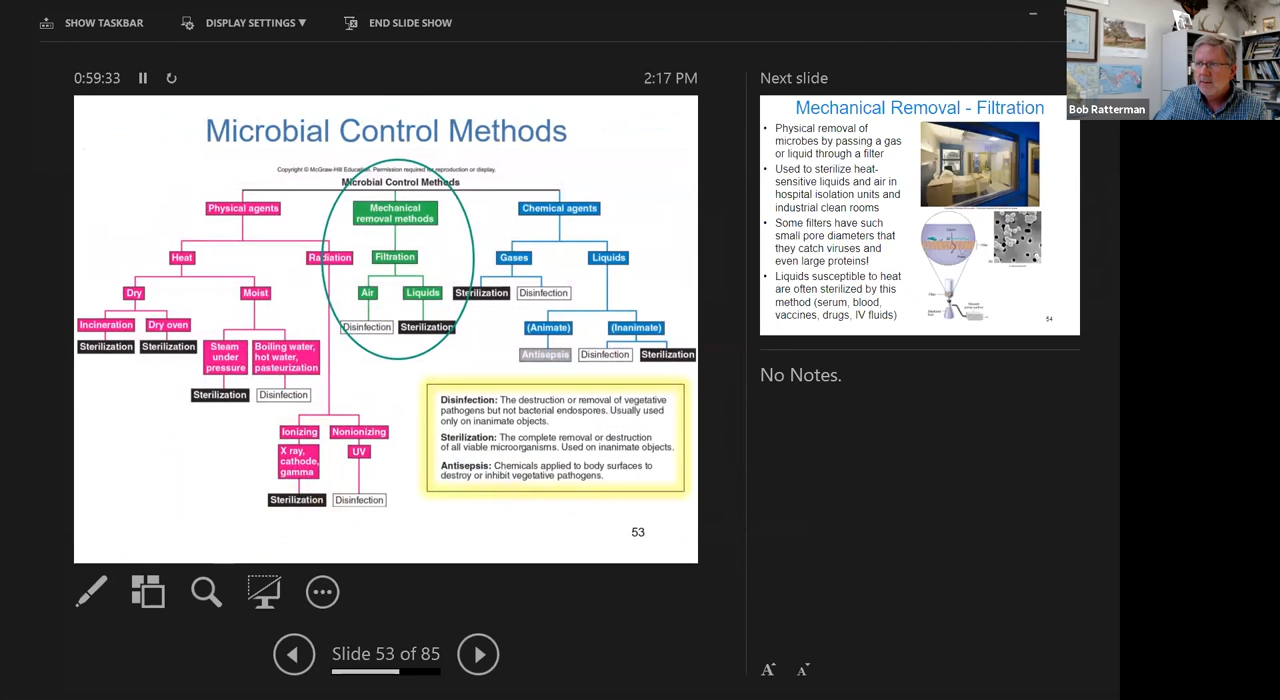 SHOW TASKBAR
DISPLAY SETTINGS ▼
END SLIDE SHOW
0:59:33
2:17 PM
Microbial Control Methods
Copyright © McGraw-Hill Education. Permission required for reproduction or display.
Microbial Control Methods
Physical agents
Mechanical
removal methods
Chemical agents
Heat
Radiation
Filtration
Gases
Liquids
Dry
Moist
Air
Liquids
Sterilization
Disinfection
Incineration
Dry oven
Disinfection
Sterilization
(Animate)
(Inanimate)
Sterilization
Sterilization
Steam
under
pressure
Boiling water,
hot water,
pasteurization
Antisepsis
Disinfection
Sterilization
Sterilization
Disinfection
Ionizing
Nonionizing
X ray,
cathode,
gamma
UV
Sterilization
Disinfection
Disinfection: The destruction or removal of vegetative
pathogens but not bacterial endospores. Usually used
only on inanimate objects.
Sterilization: The complete removal or destruction
of all viable microorganisms. Used on inanimate objects.
Antisepsis: Chemicals applied to body surfaces to
destroy or inhibit vegetative pathogens.
53
Slide 53 of 85
Next slide
Mechanical Removal - Filtration
• Physical removal of
microbes by passing a gas
or liquid through a filter
• Used to sterilize heat-
sensitive liquids and air in
hospital isolation units and
industrial clean rooms
• Some filters have such
small pore diameters that
they catch viruses and
even large proteins!
• Liquids susceptible to heat
are often sterilized by this
method (serum, blood,
vaccines, drugs, IV fluids)
54
No Notes.
A A
Bob Ratterman